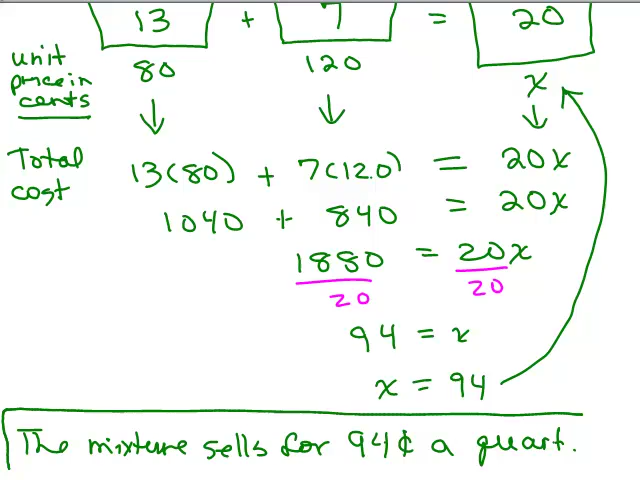 13 + 7 = 20
unit price in cents 80 120 x
Total cost 13(80) + 7(120) = 20x
1040 + 840 = 20x
1880 = 20x
20 20
94 = x
x = 94
The mixture sells for 94¢ a quart.